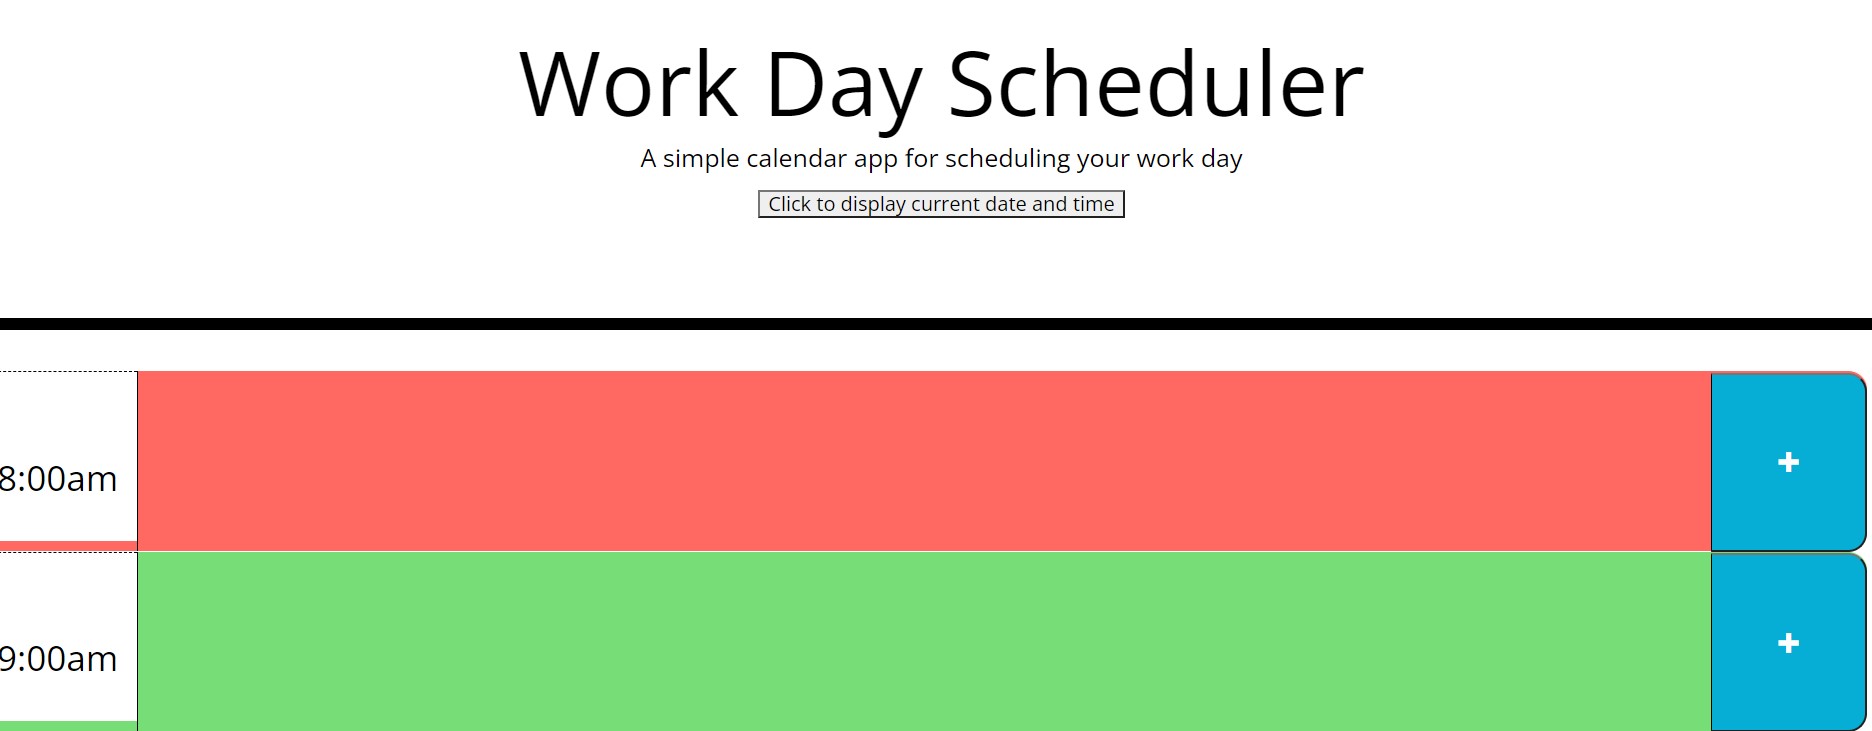 Work Day Scheduler
A simple calendar app for scheduling your work day
Click to display current date and time
8:00am
+
9:00am
+